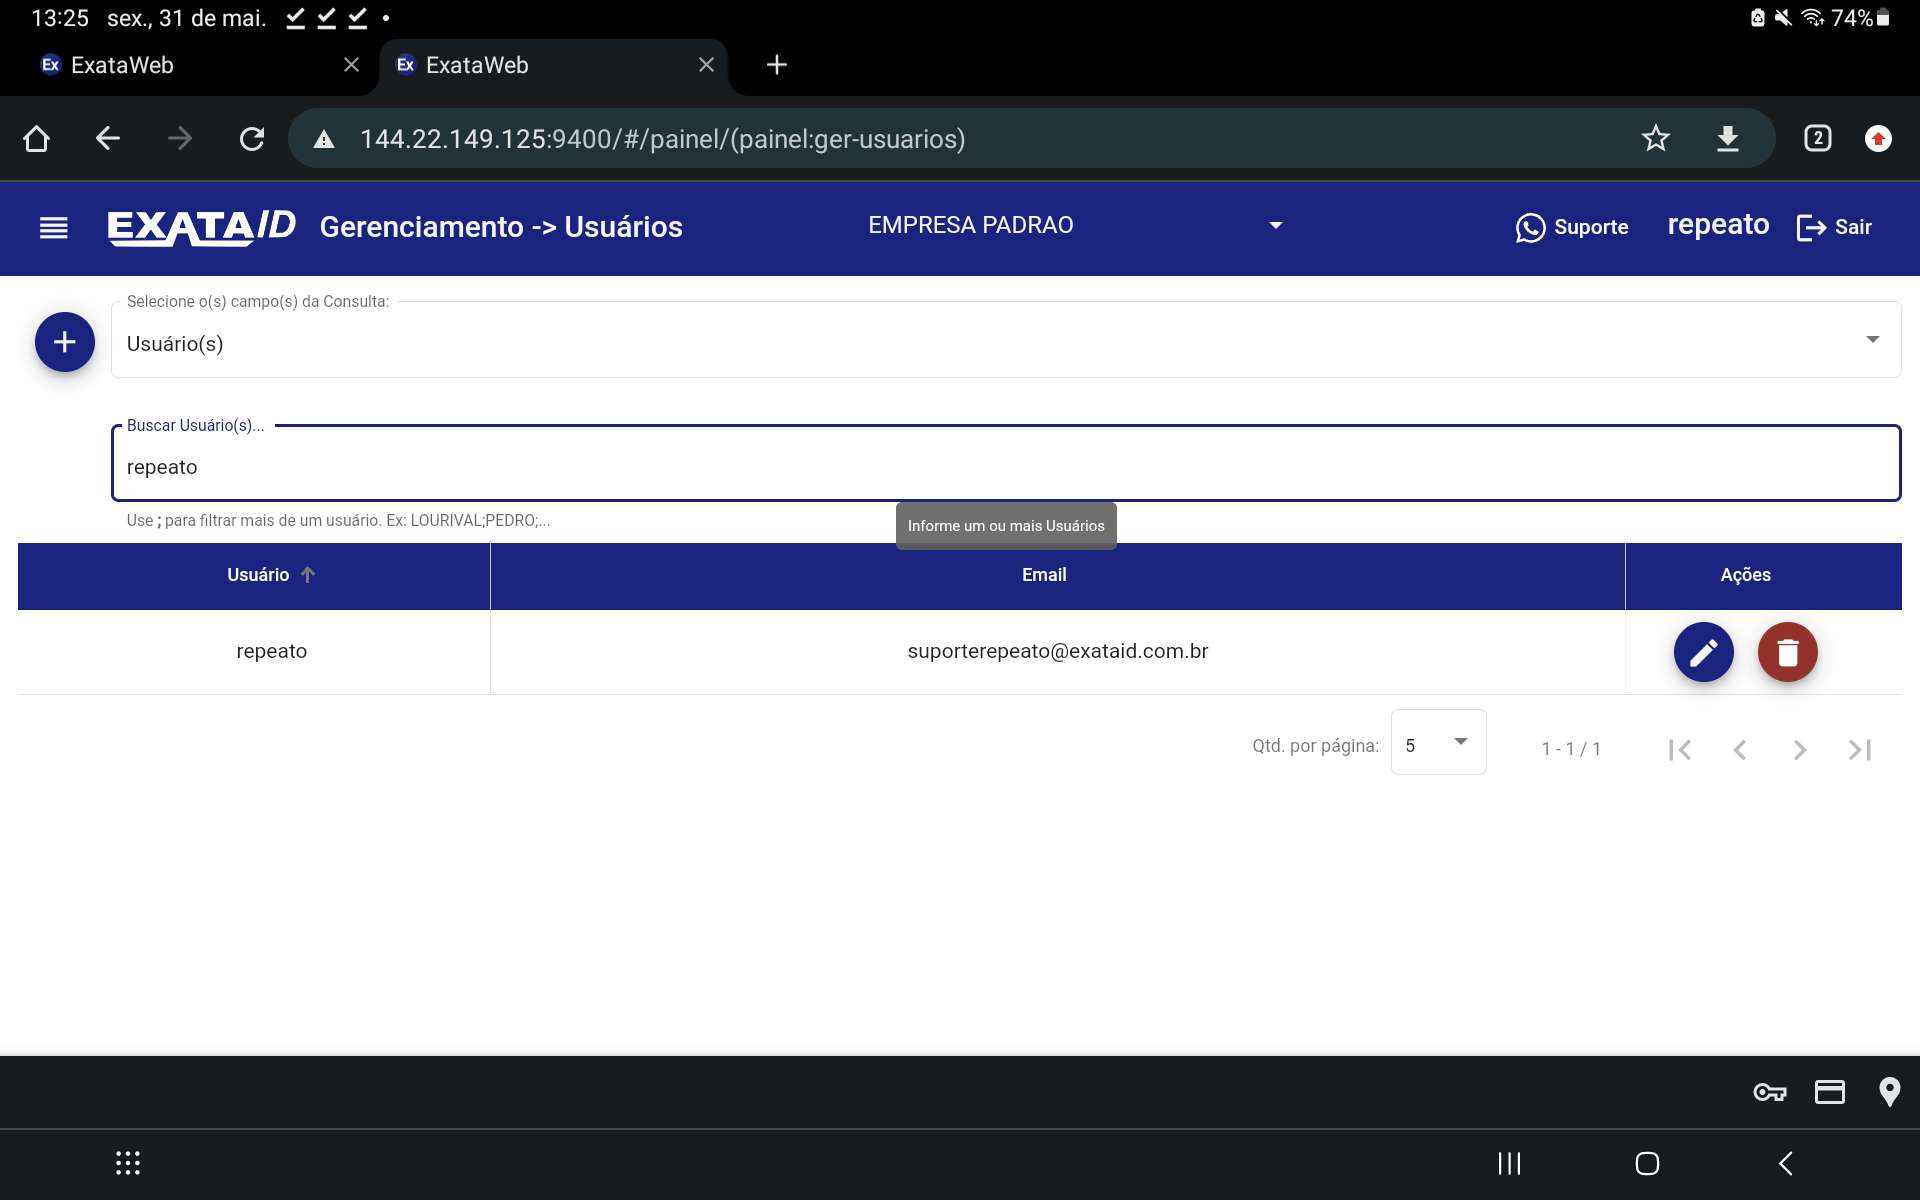 13:25 sex., 31 de mai. 74%
Ex ExataWeb Ex ExataWeb
144.22.149.125:9400/#/painel/(painel:ger-usuarios) 2
EXATAID Gerenciamento -> Usuários EMPRESA PADRAO Suporte repeato Sair
Selecione o(s) campo(s) da Consulta:
Usuário(s)
Buscar Usuário(s)...
repeato
Use ; para filtrar mais de um usuário. Ex: LOURIVAL;PEDRO;...
Informe um ou mais Usuários
Usuário Email Ações
repeato suporterepeato@exataid.com.br
Qtd. por página: 5 1 - 1 / 1